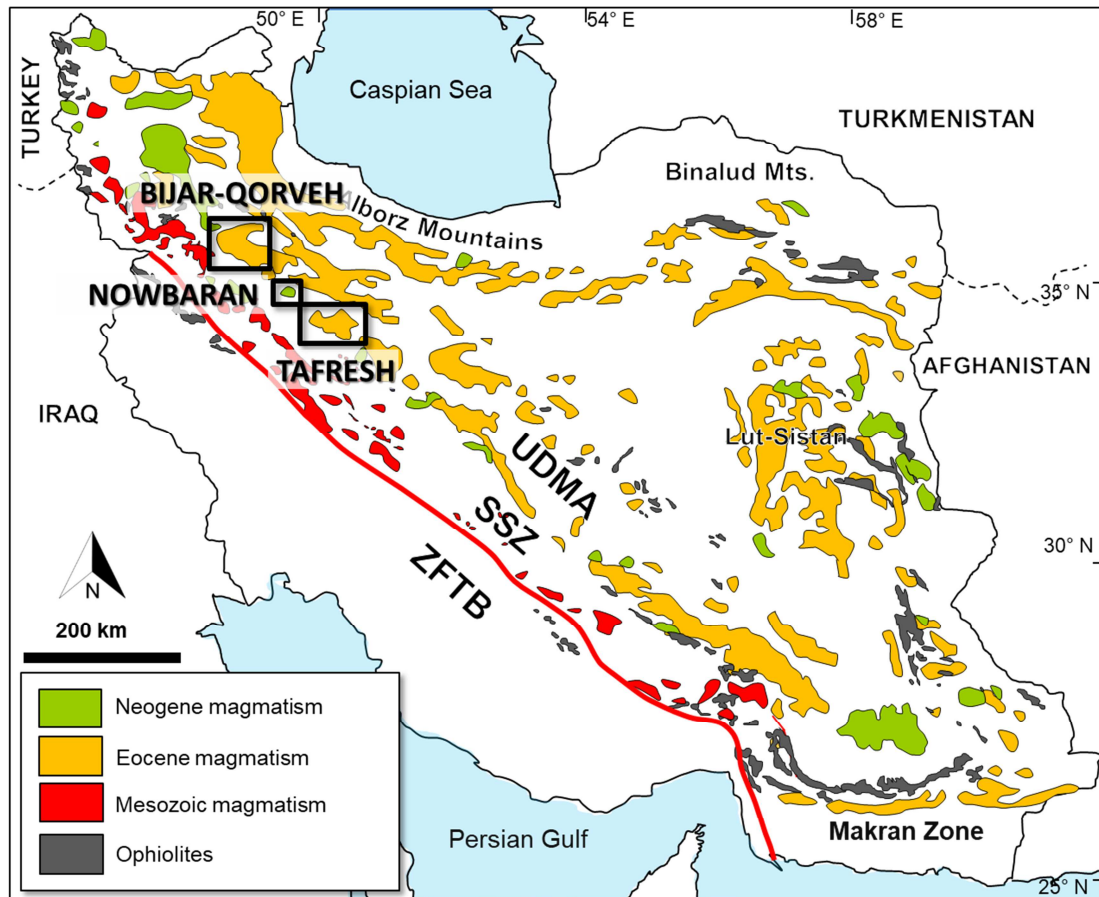 50° E
54° E
58° E
Caspian Sea
TURKEY
TURKMENISTAN
Binalud Mts.
BIJAR-QORVEH
Alborz Mountains
NOWBARAN
35° N
TAFRESH
AFGHANISTAN
IRAQ
Lut-Sistan
UDMA
SSZ
ZFTB
30° N
N
200 km
Neogene magmatism
Eocene magmatism
Mesozoic magmatism
Ophiolites
Persian Gulf
Makran Zone
25° N